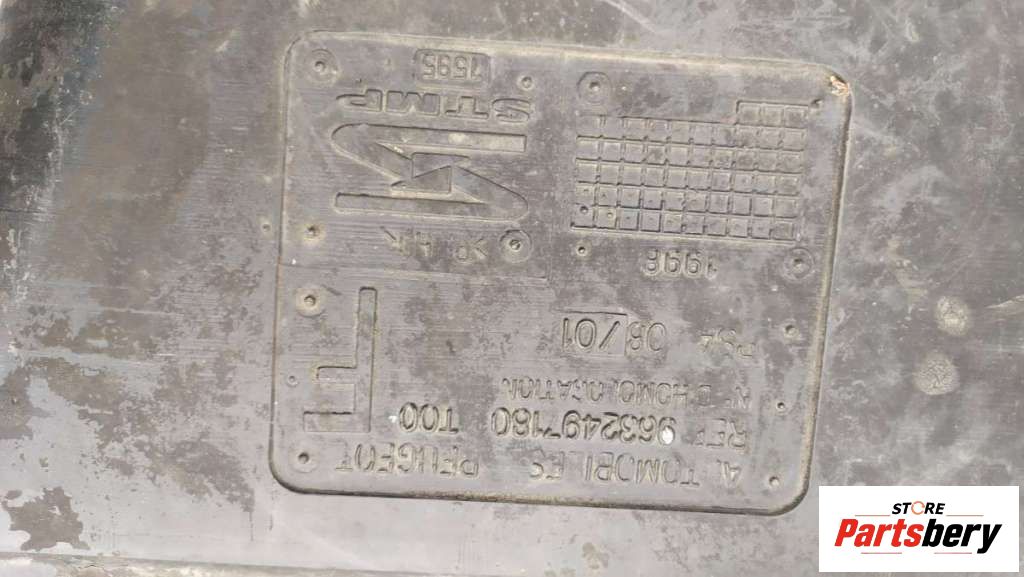 AUTOMOBILES PEUGEOT
REF 9632497180 T00
N° D'HOMOLOGATION
PSA 08/01
1998
STMP
1595
STORE
Partsbery